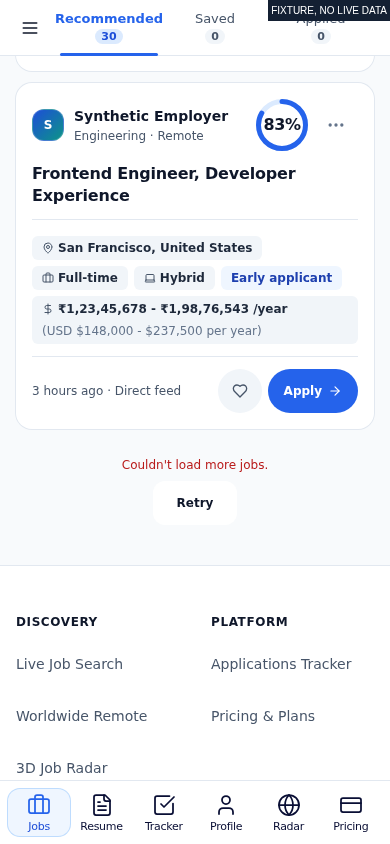 FIXTURE, NO LIVE DATA
Recommended
30
Saved
0
Applied
0
S
Synthetic Employer
Engineering · Remote
83%
Frontend Engineer, Developer
Experience
San Francisco, United States
Full-time
Hybrid
Early applicant
$ ₹1,23,45,678 - ₹1,98,76,543 /year
(USD $148,000 - $237,500 per year)
3 hours ago · Direct feed
Apply →
Couldn't load more jobs.
Retry
DISCOVERY
PLATFORM
Live Job Search
Applications Tracker
Worldwide Remote
Pricing & Plans
3D Job Radar
Jobs
Resume
Tracker
Profile
Radar
Pricing